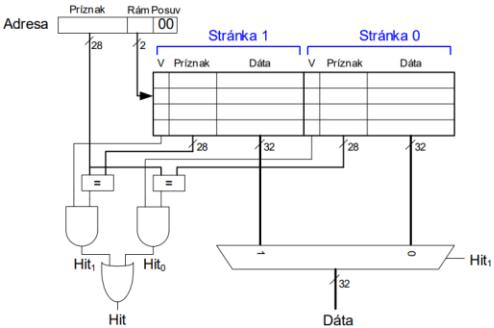 Príznak Rám Posuv
Adresa 00
28 2
Stránka 1 Stránka 0
V Príznak Dáta V Príznak Dáta
28 32 28 32
= =
1 0
Hit₁ Hit₀ Hit₁
32
Hit Dáta